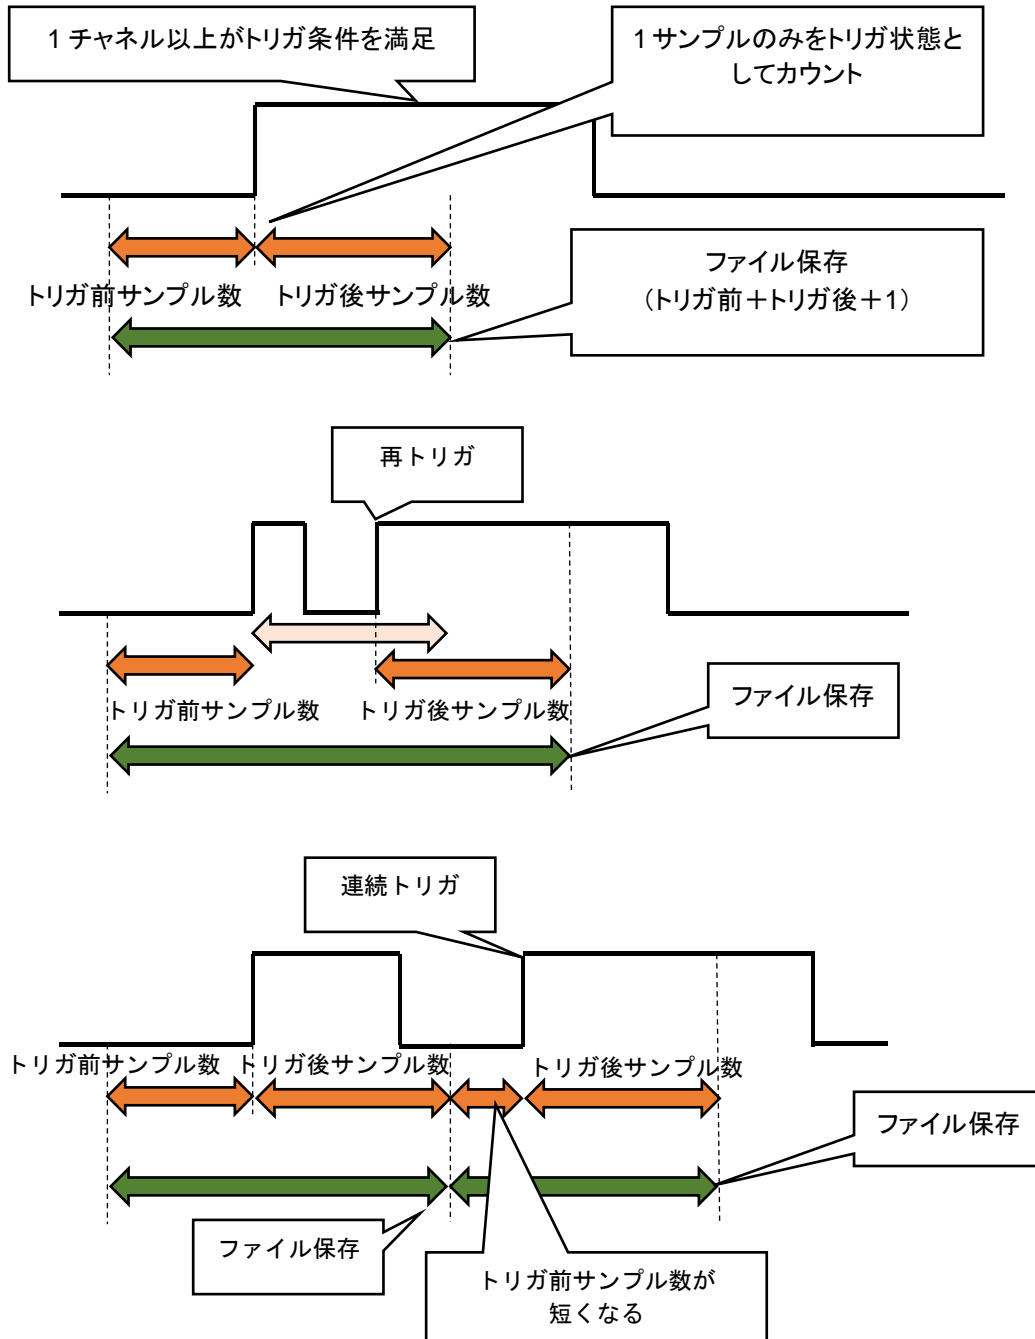 1 チャネル以上がトリガ条件を満足
1 サンプルのみをトリガ状態と
してカウント
トリガ前サンプル数
トリガ後サンプル数
ファイル保存
（トリガ前＋トリガ後＋1）
再トリガ
トリガ前サンプル数
トリガ後サンプル数
ファイル保存
連続トリガ
トリガ前サンプル数
トリガ後サンプル数
トリガ後サンプル数
ファイル保存
ファイル保存
トリガ前サンプル数が
短くなる